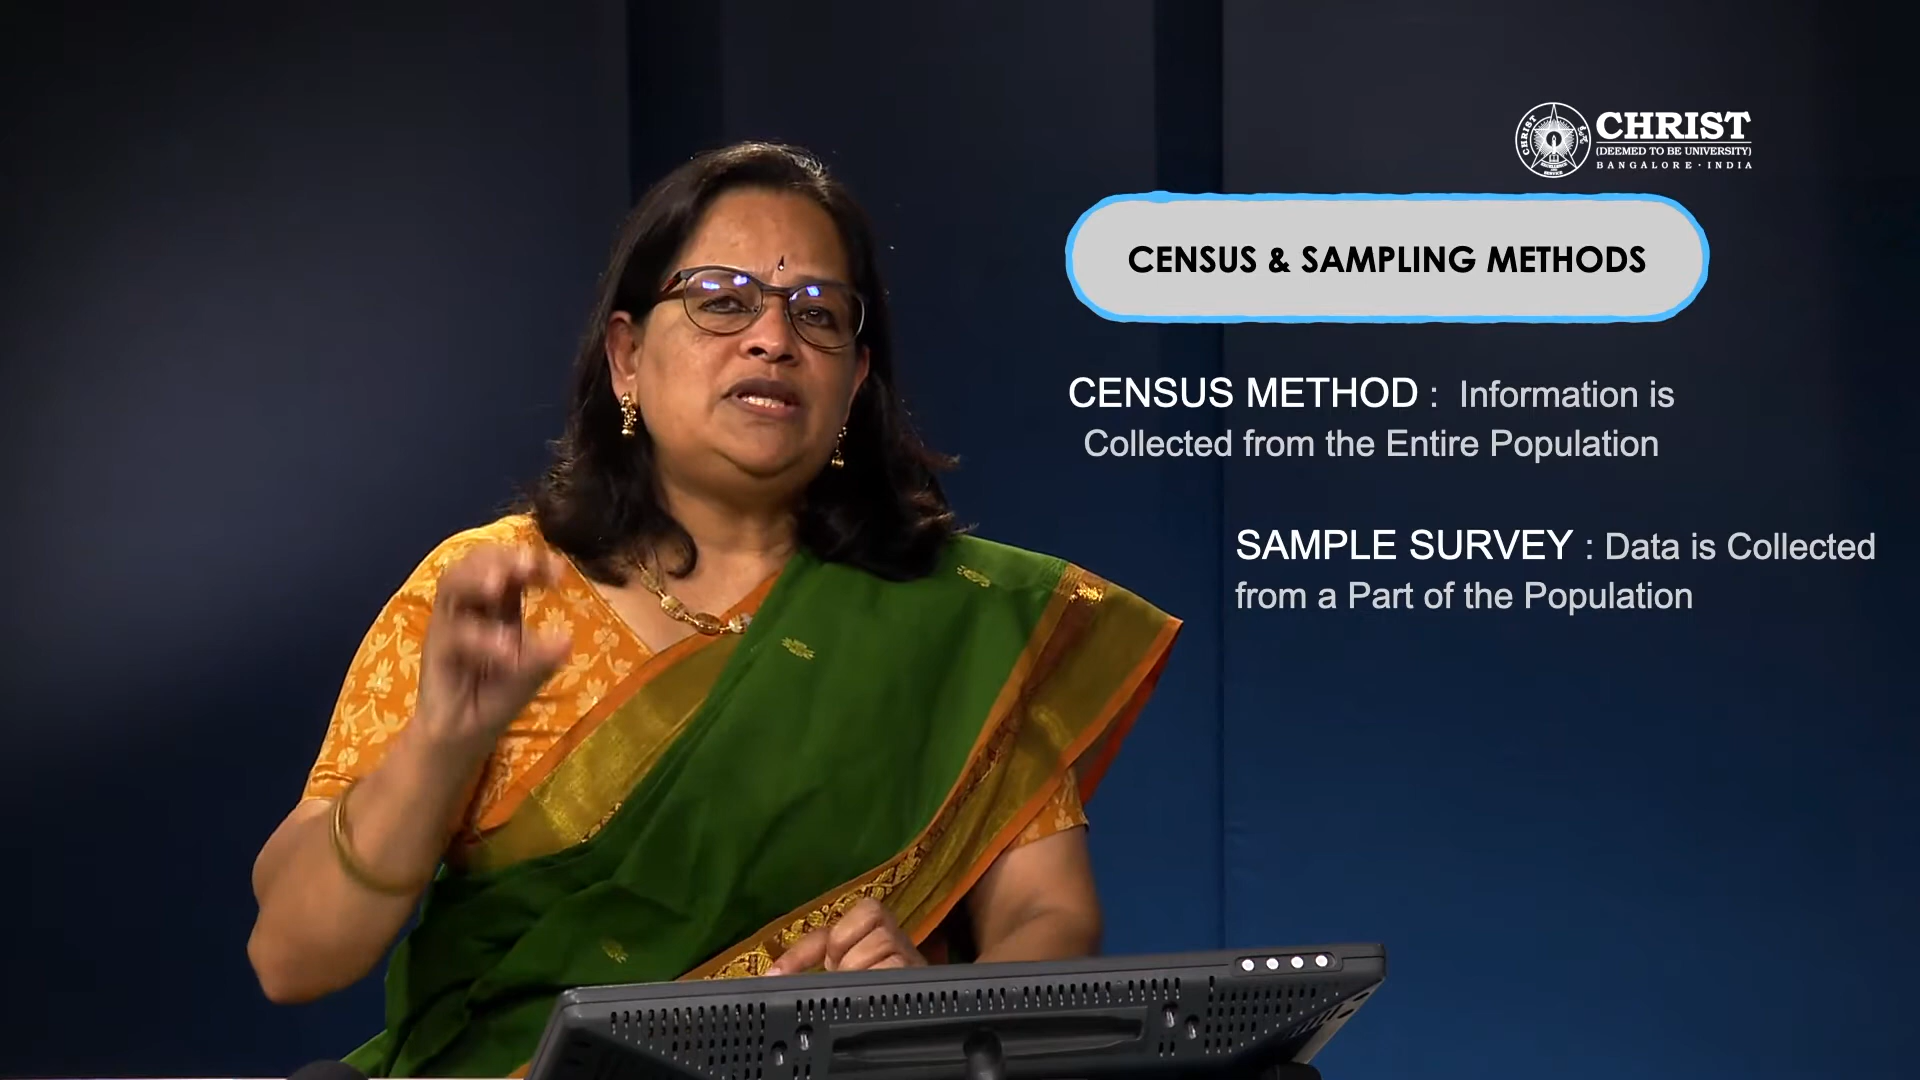 CHRIST
(DEEMED TO BE UNIVERSITY)
BANGALORE · INDIA
CENSUS & SAMPLING METHODS
CENSUS METHOD : Information is
Collected from the Entire Population
SAMPLE SURVEY : Data is Collected
from a Part of the Population